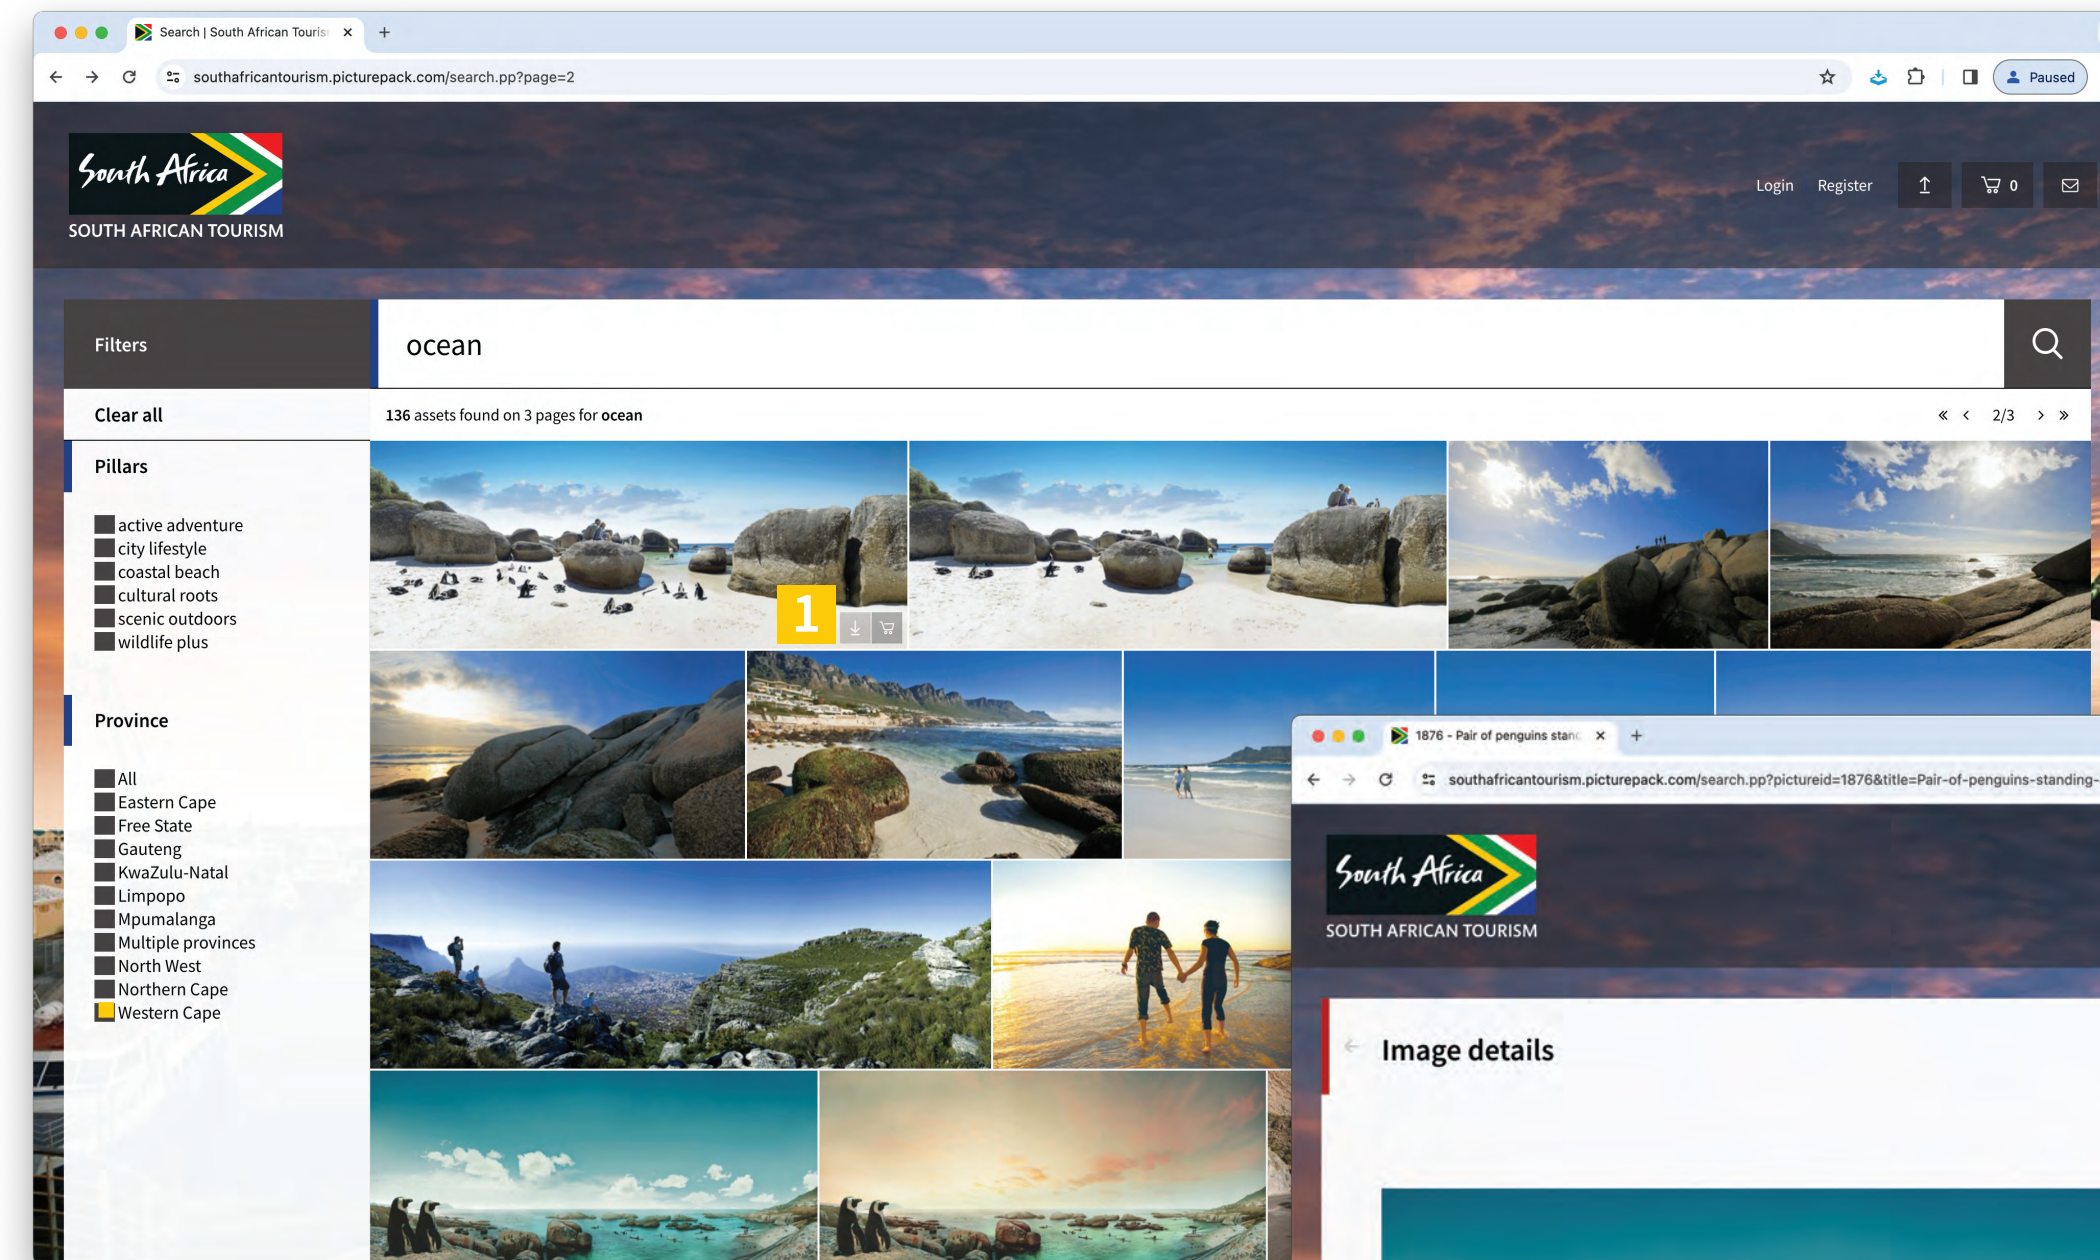 Search | South African Touris
southafricantourism.picturepack.com/search.pp?page=2
Paused
South Africa
SOUTH AFRICAN TOURISM
Login
Register
0
Filters
ocean
Clear all
136 assets found on 3 pages for ocean
2/3
Pillars
active adventure
city lifestyle
coastal beach
cultural roots
scenic outdoors
wildlife plus
1
Province
All
Eastern Cape
Free State
Gauteng
KwaZulu-Natal
Limpopo
Mpumalanga
Multiple provinces
North West
Northern Cape
Western Cape
1876 - Pair of penguins stand
southafricantourism.picturepack.com/search.pp?pictureid=1876&title=Pair-of-penguins-standing-
South Africa
SOUTH AFRICAN TOURISM
Image details